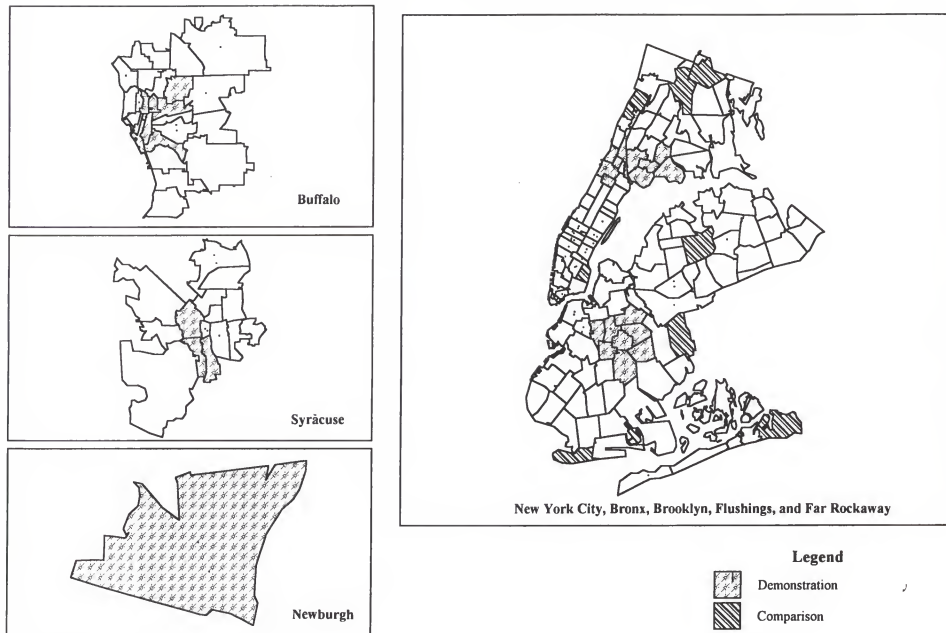 Buffalo
Syracuse
Newburgh
New York City, Bronx, Brooklyn, Flushings, and Far Rockaway
Legend
Demonstration
Comparison